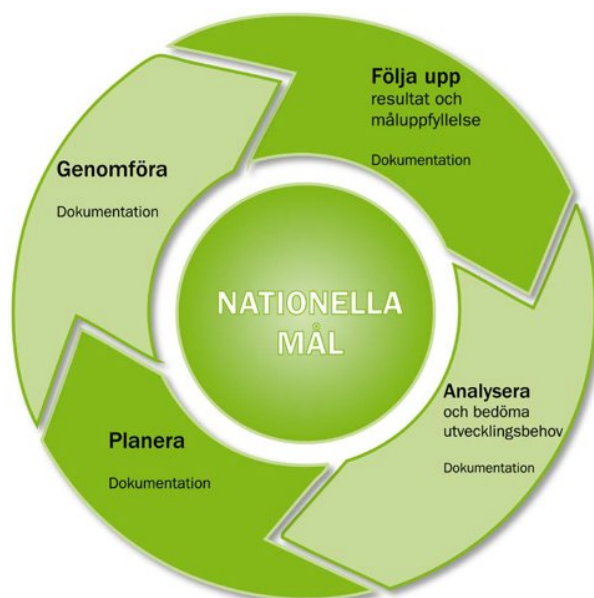 Följa upp
resultat och
måluppfyllelse
Dokumentation
Genomföra
Dokumentation
NATIONELLA
MÅL
Analysera
och bedöma
utvecklingsbehov
Dokumentation
Planera
Dokumentation